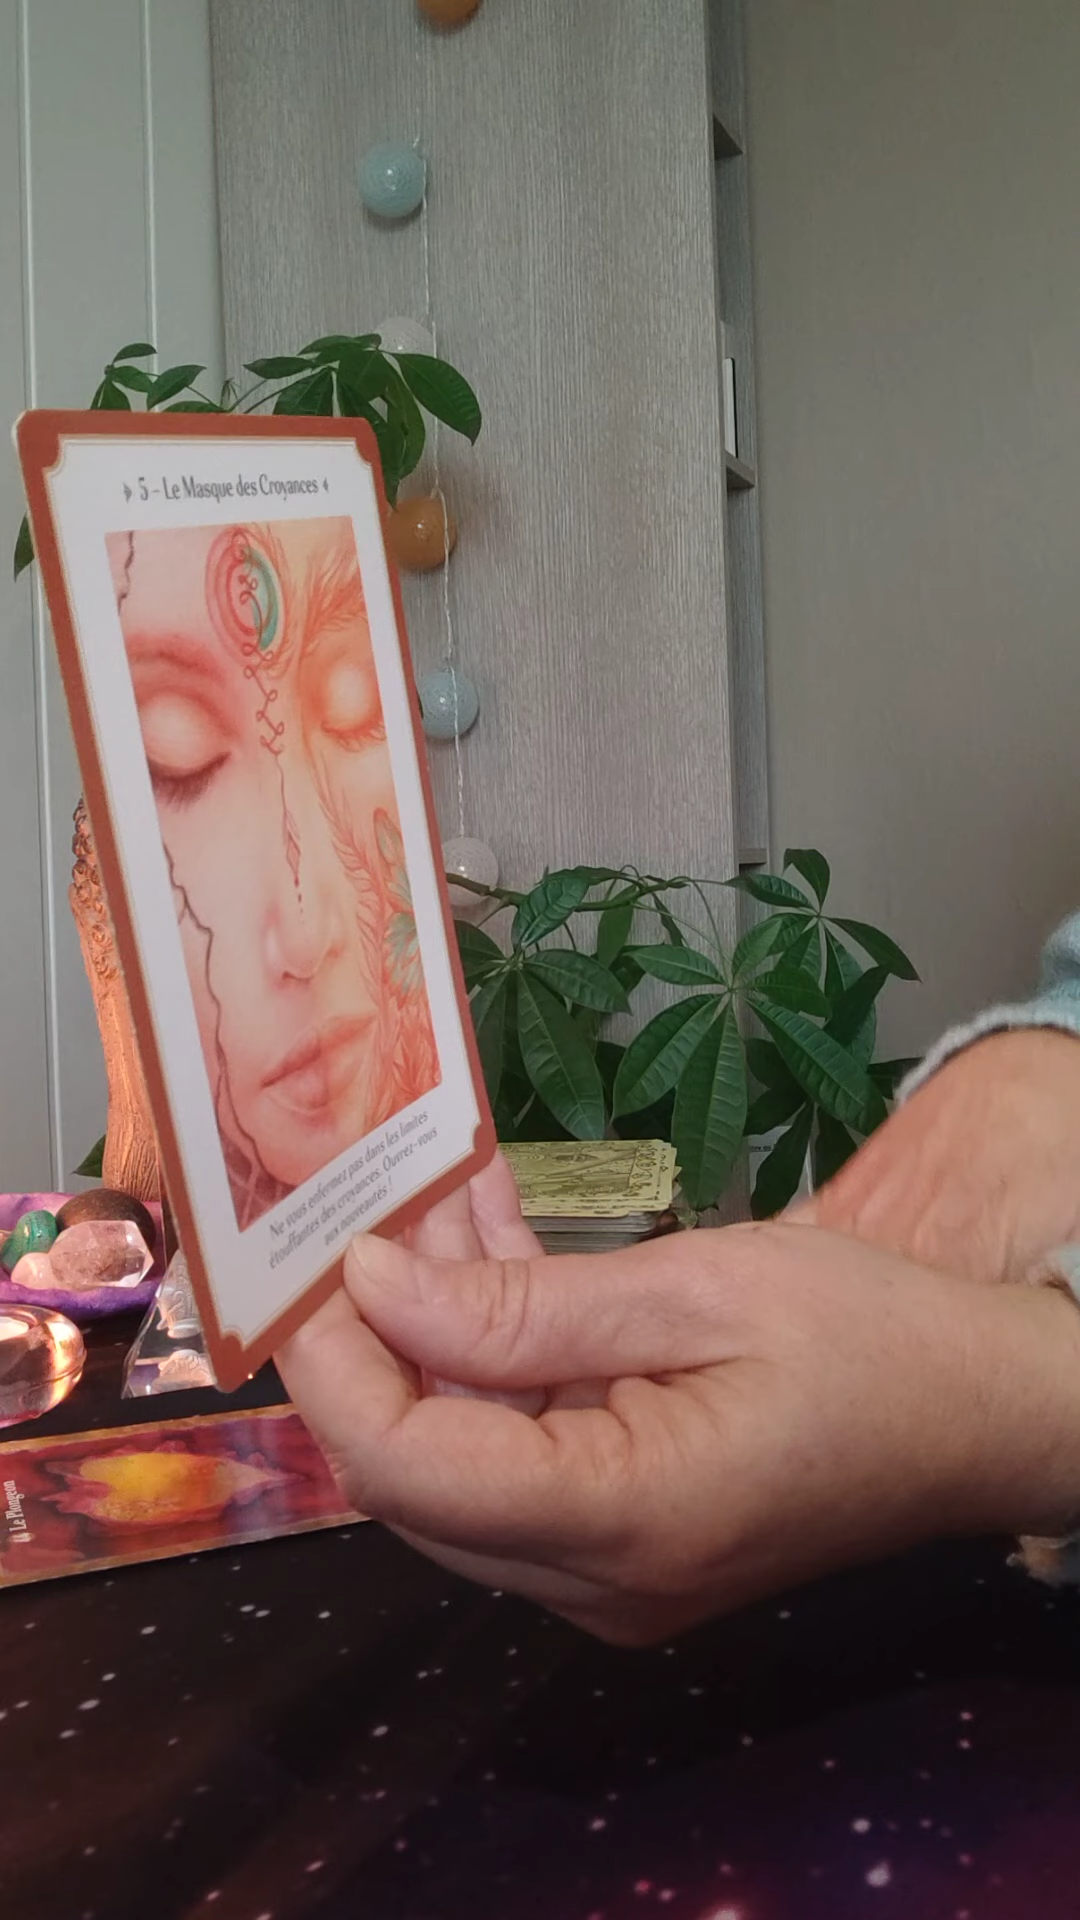 5 - Le Masque des Croyances
Ne vous enfermez pas dans les limites
étouffantes des croyances. Ouvrez-vous
aux nouveautés !
44 Le Plongeon